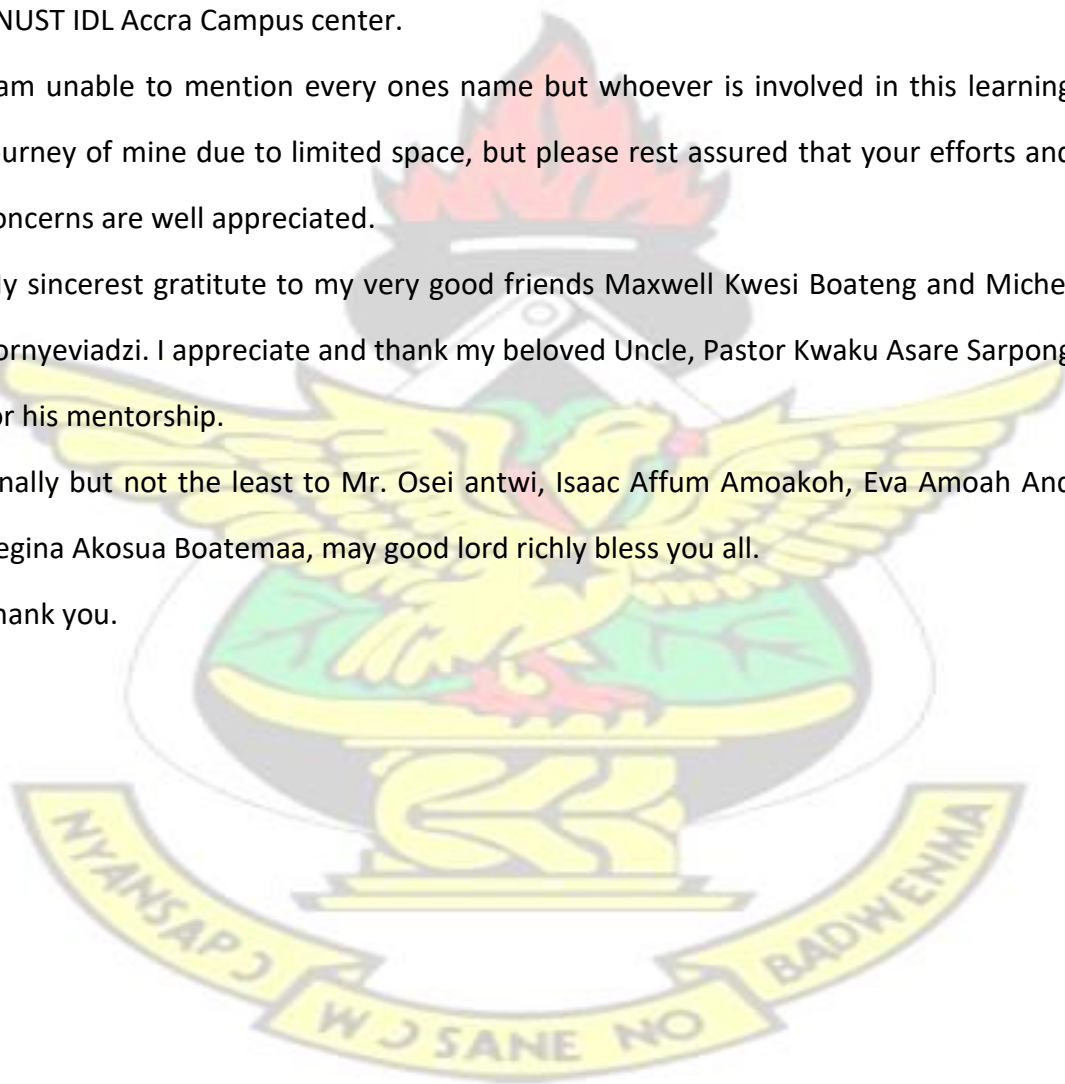 NUST IDL Accra Campus center.
am unable to mention every ones name but whoever is involved in this learning
ourney of mine due to limited space, but please rest assured that your efforts and
oncerns are well appreciated.
y sincerest gratitute to my very good friends Maxwell Kwesi Boateng and Miche
ornyeviadzi. I appreciate and thank my beloved Uncle, Pastor Kwaku Asare Sarpong
or his mentorship.
nally but not the least to Mr. Osei antwi, Isaac Affum Amoakoh, Eva Amoah And
egina Akosua Boatemaa, may good lord richly bless you all.
hank you.
NYANSAPƆ
WƆSANE NO
BADWENMA